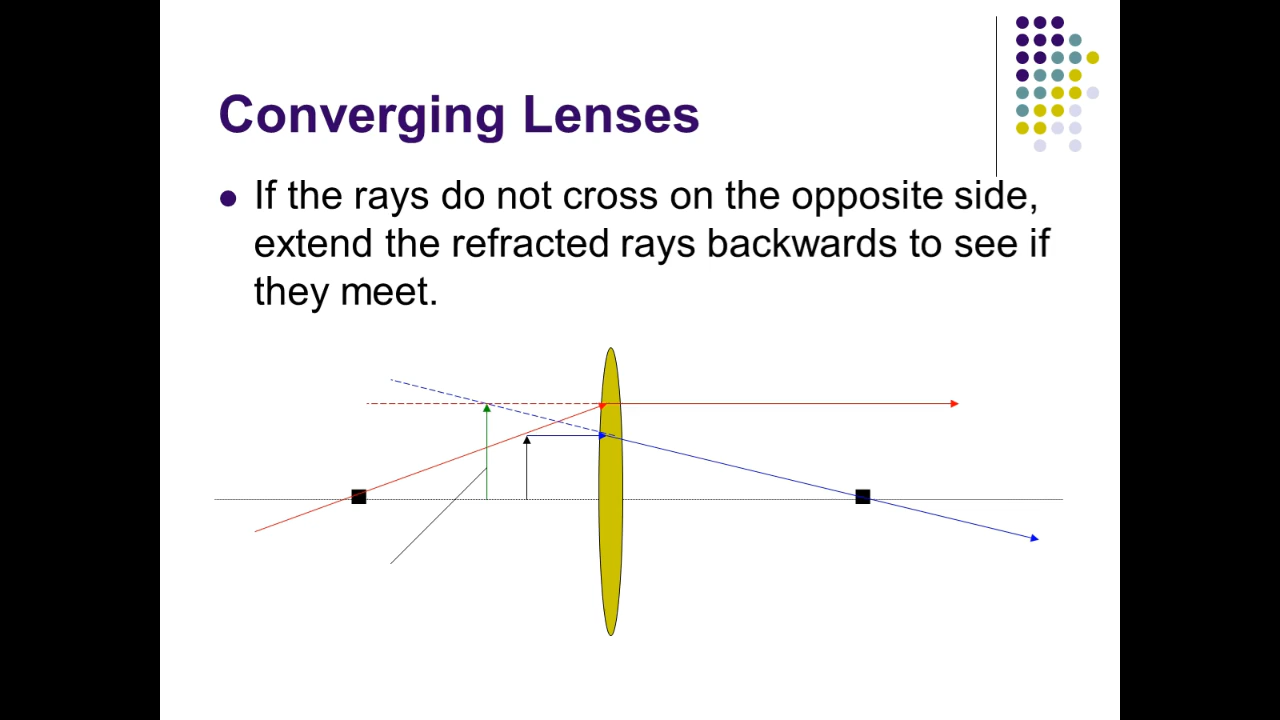 Converging Lenses
If the rays do not cross on the opposite side,
extend the refracted rays backwards to see if
they meet.